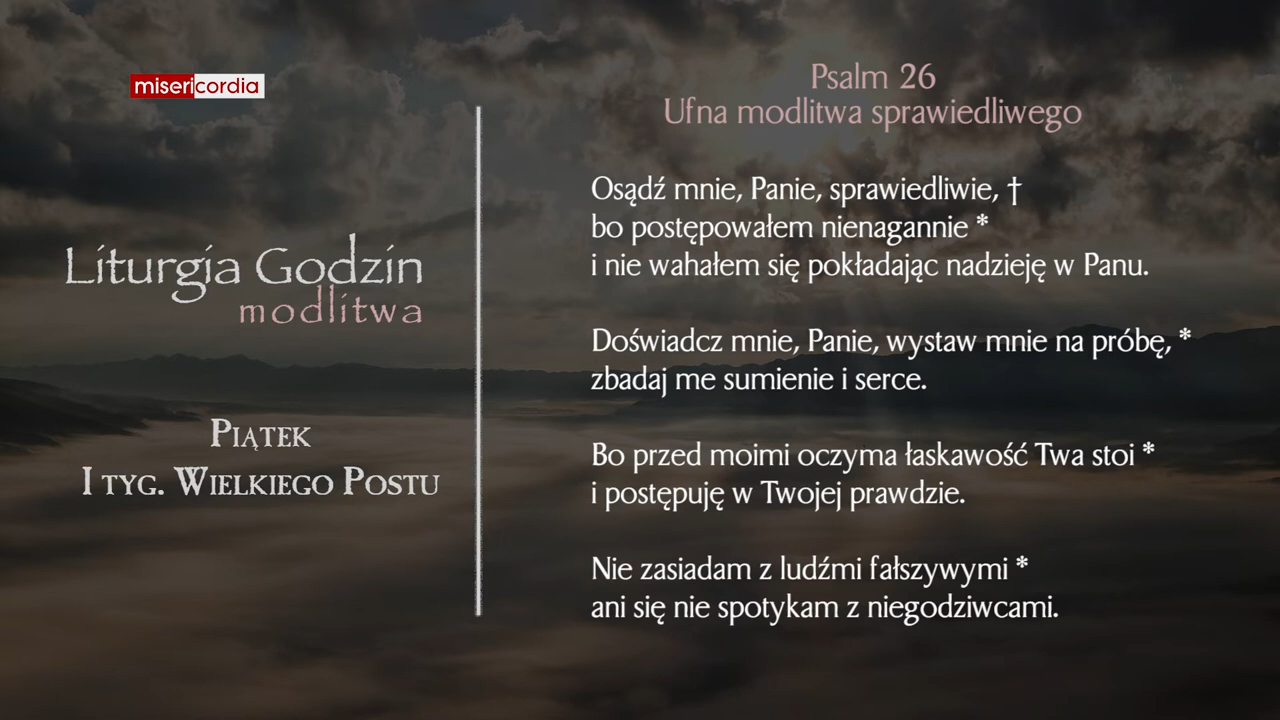 misericordia
Liturgia Godzin
modlitwa
Piątek
I tyg. Wielkiego Postu
Psalm 26
Ufna modlitwa sprawiedliwego
Osądź mnie, Panie, sprawiedliwie, †
bo postępowałem nienagannie *
i nie wahałem się pokładając nadzieję w Panu.
Doświadcz mnie, Panie, wystaw mnie na próbę, *
zbadaj me sumienie i serce.
Bo przed moimi oczyma łaskawość Twa stoi *
i postępuję w Twojej prawdzie.
Nie zasiadam z ludźmi fałszywymi *
ani się nie spotykam z niegodziwcami.